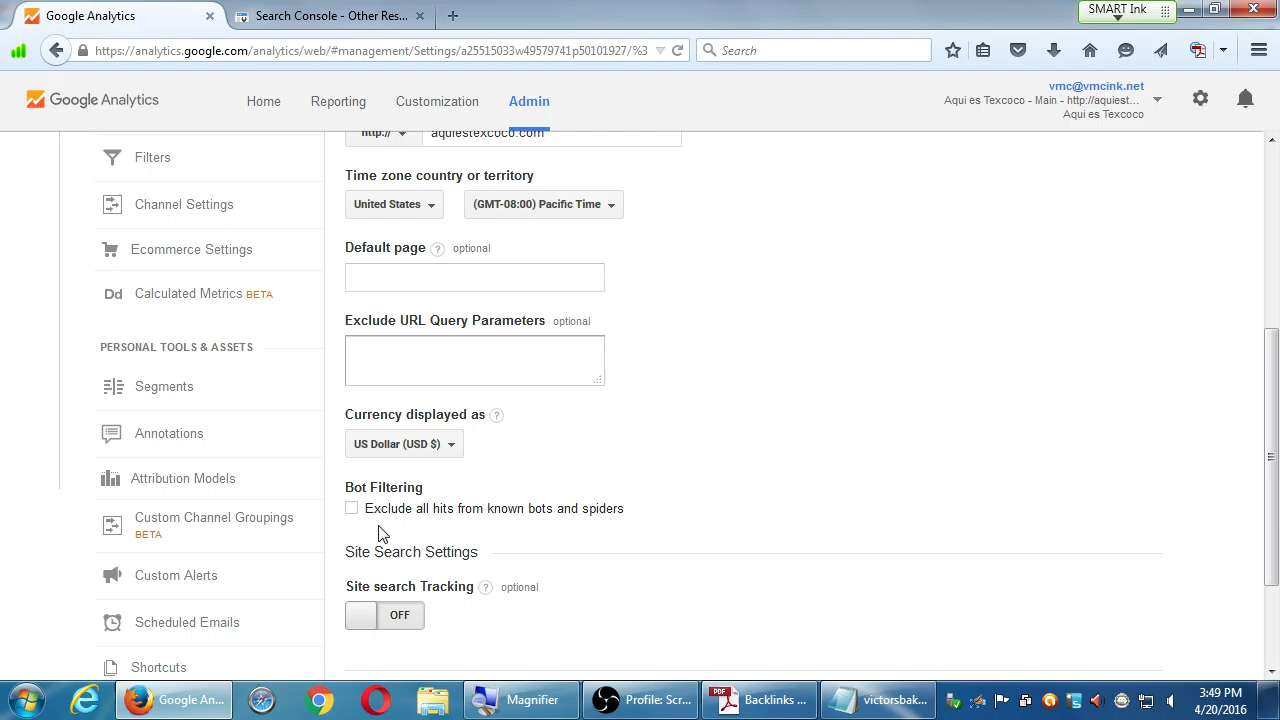 Google Analytics
Search Console - Other Res...
SMART Ink
https://analytics.google.com/analytics/web/#management/Settings/a25515033w49579741p50101927/%3
Search
Google Analytics
Home
Reporting
Customization
Admin
vmc@vmcink.net
Aqui es Texcoco - Main - http://aquiest...
Aqui es Texcoco
Filters
Channel Settings
Ecommerce Settings
Dd Calculated Metrics BETA
PERSONAL TOOLS & ASSETS
Segments
Annotations
Attribution Models
Custom Channel Groupings
BETA
Custom Alerts
Scheduled Emails
Shortcuts
http://
aquiestexcoco.com
Time zone country or territory
United States
(GMT-08:00) Pacific Time
Default page ? optional
Exclude URL Query Parameters optional
Currency displayed as ?
US Dollar (USD $)
Bot Filtering
Exclude all hits from known bots and spiders
Site Search Settings
Site search Tracking ? optional
OFF
Google An...
Magnifier
Profile: Scr...
PDF
Backlinks ...
victorsbak...
3:49 PM
4/20/2016